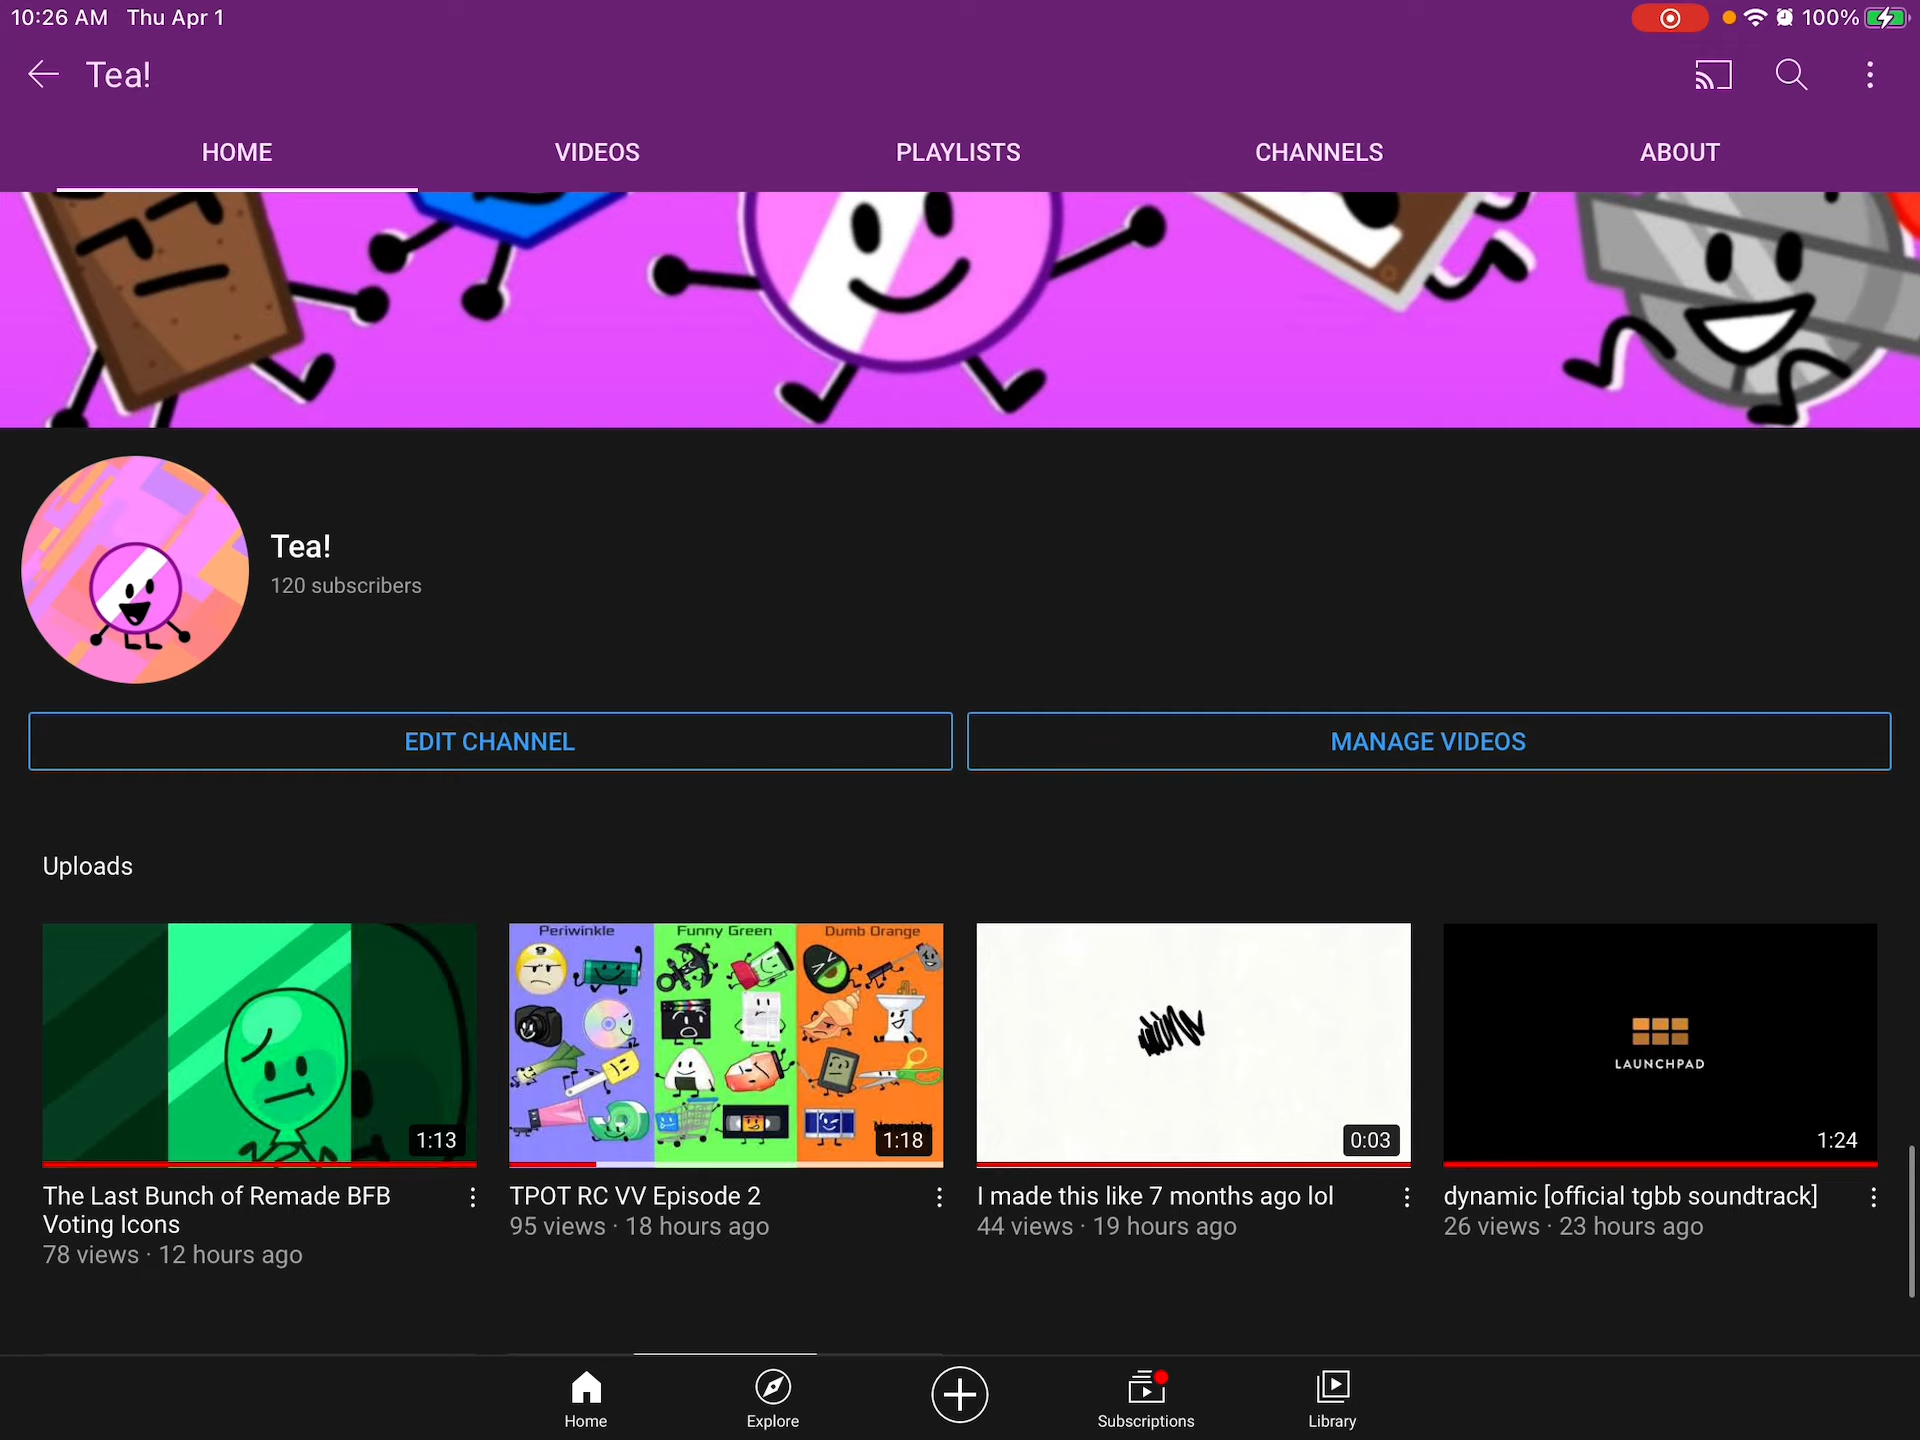 10:26 AM Thu Apr 1
100%
Tea!
HOME VIDEOS PLAYLISTS CHANNELS ABOUT
Tea!
120 subscribers
EDIT CHANNEL MANAGE VIDEOS
Uploads
Periwinkle Funny Green Dumb Orange
LAUNCHPAD
1:13 1:18 0:03 1:24
The Last Bunch of Remade BFB
Voting Icons
78 views · 12 hours ago
TPOT RC VV Episode 2
95 views · 18 hours ago
I made this like 7 months ago lol
44 views · 19 hours ago
dynamic [official tgbb soundtrack]
26 views · 23 hours ago
Home Explore Subscriptions Library